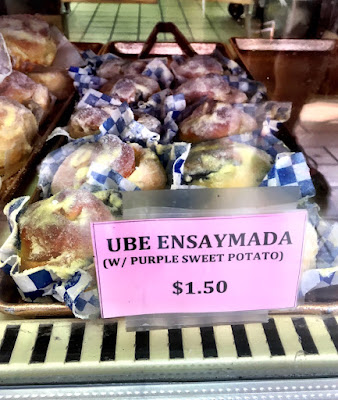 UBE ENSAYMADA
(W/ PURPLE SWEET POTATO)
$1.50